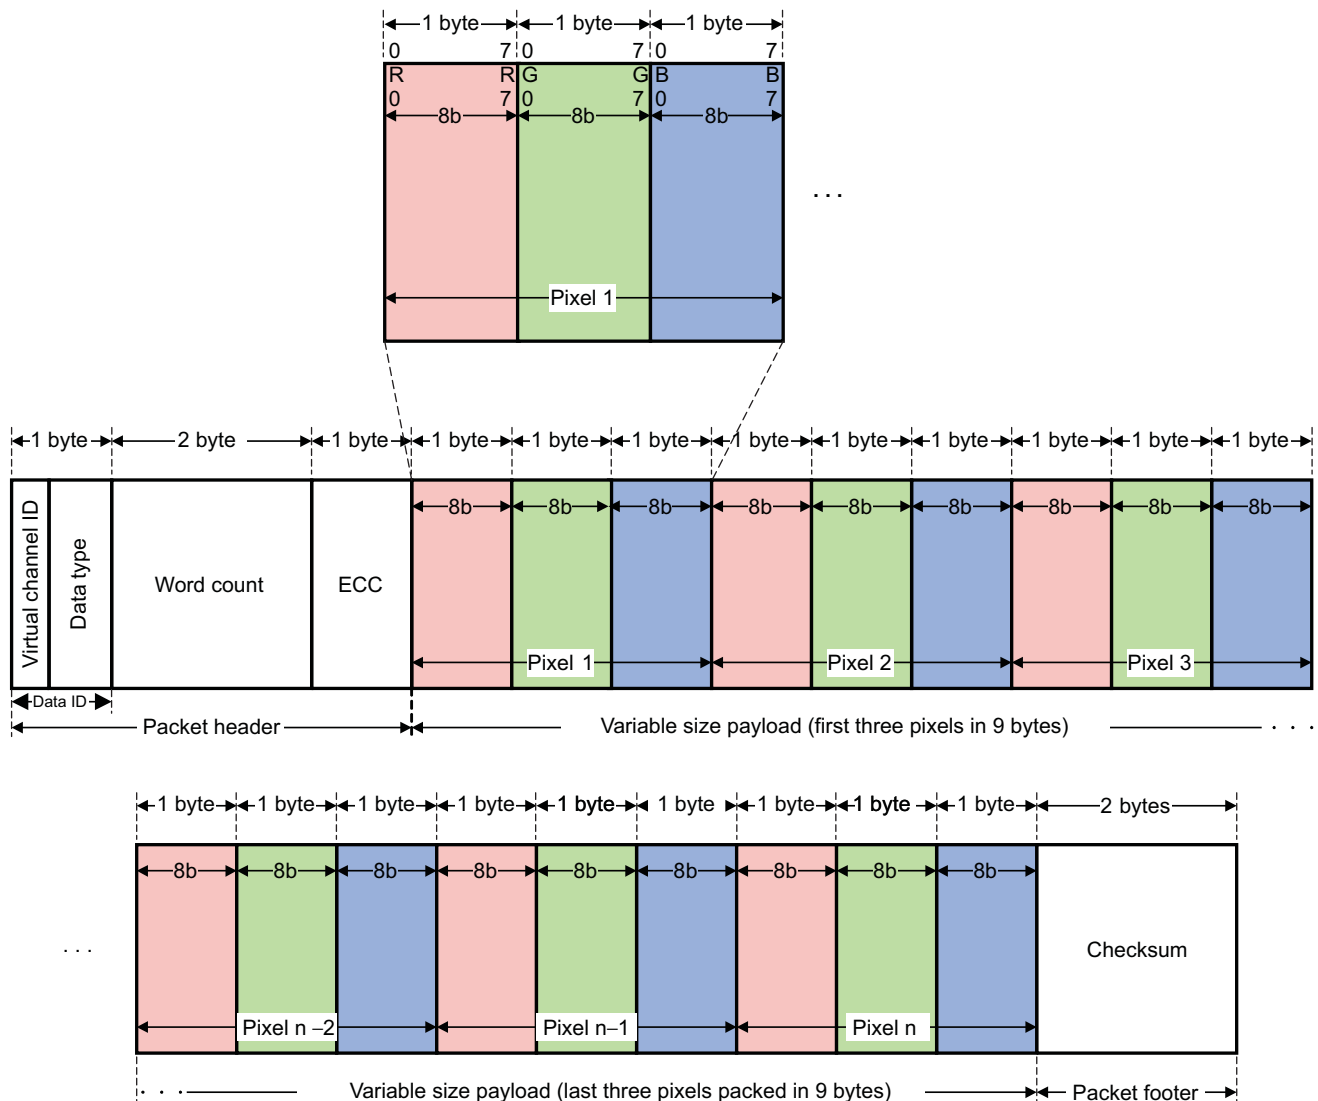 1 byte 1 byte 1 byte
0 7 0 7 0 7
R R G G B B
0 7 0 7 0 7
8b 8b 8b
. . .
Pixel 1
1 byte 2 byte 1 byte 1 byte 1 byte 1 byte 1 byte 1 byte 1 byte 1 byte 1 byte 1 byte
8b 8b 8b 8b 8b 8b 8b 8b 8b
Virtual channel ID
Data type
Word count
ECC
Pixel 1 Pixel 2 Pixel 3
Data ID
Packet header
Variable size payload (first three pixels in 9 bytes)
. . .
1 byte 1 byte 1 byte 1 byte 1 byte 1 byte 1 byte 1 byte 1 byte 2 bytes
8b 8b 8b 8b 8b 8b 8b 8b 8b
. . .
Checksum
Pixel n –2 Pixel n–1 Pixel n
. . . Variable size payload (last three pixels packed in 9 bytes) Packet footer